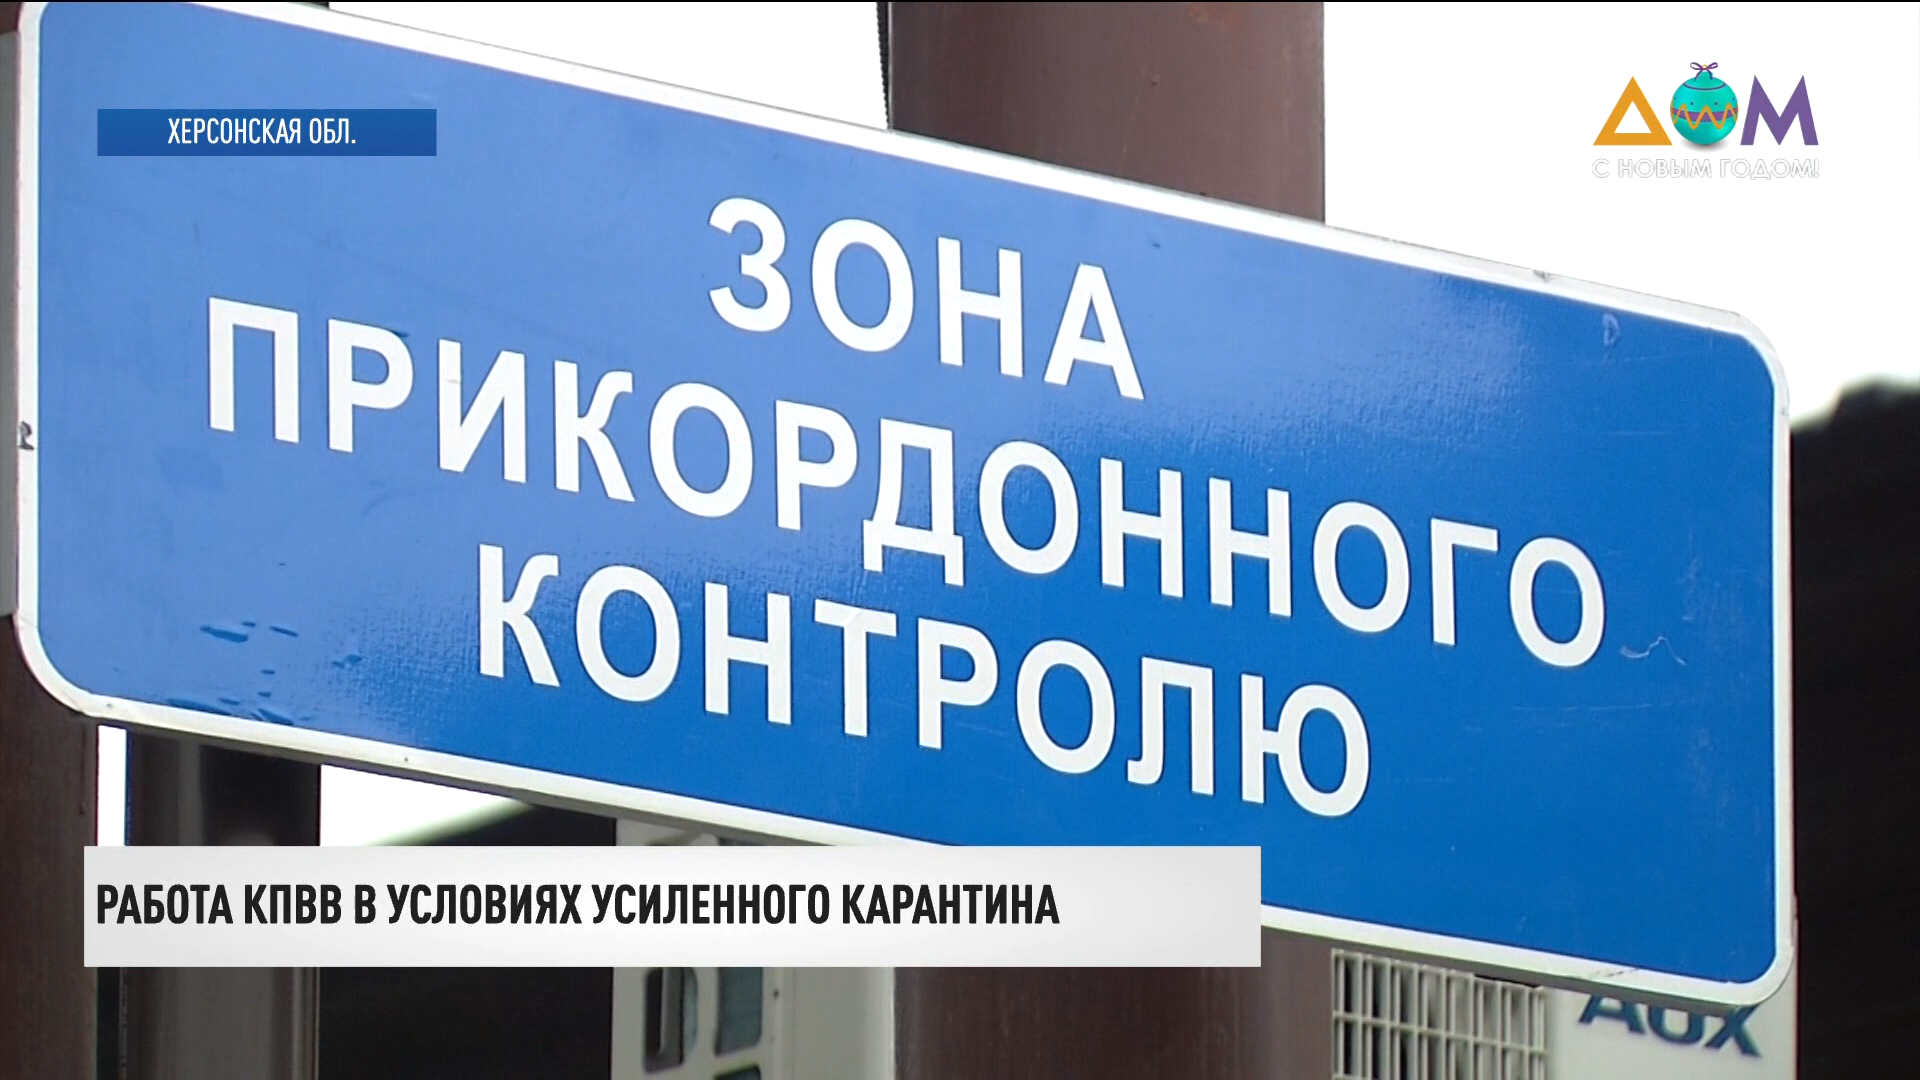 ХЕРСОНСКАЯ ОБЛ.
ДОМ
С НОВЫМ ГОДОМ!
ЗОНА
ПРИКОРДОННОГО
КОНТРОЛЮ
РАБОТА КПВВ В УСЛОВИЯХ УСИЛЕННОГО КАРАНТИНА
AUX